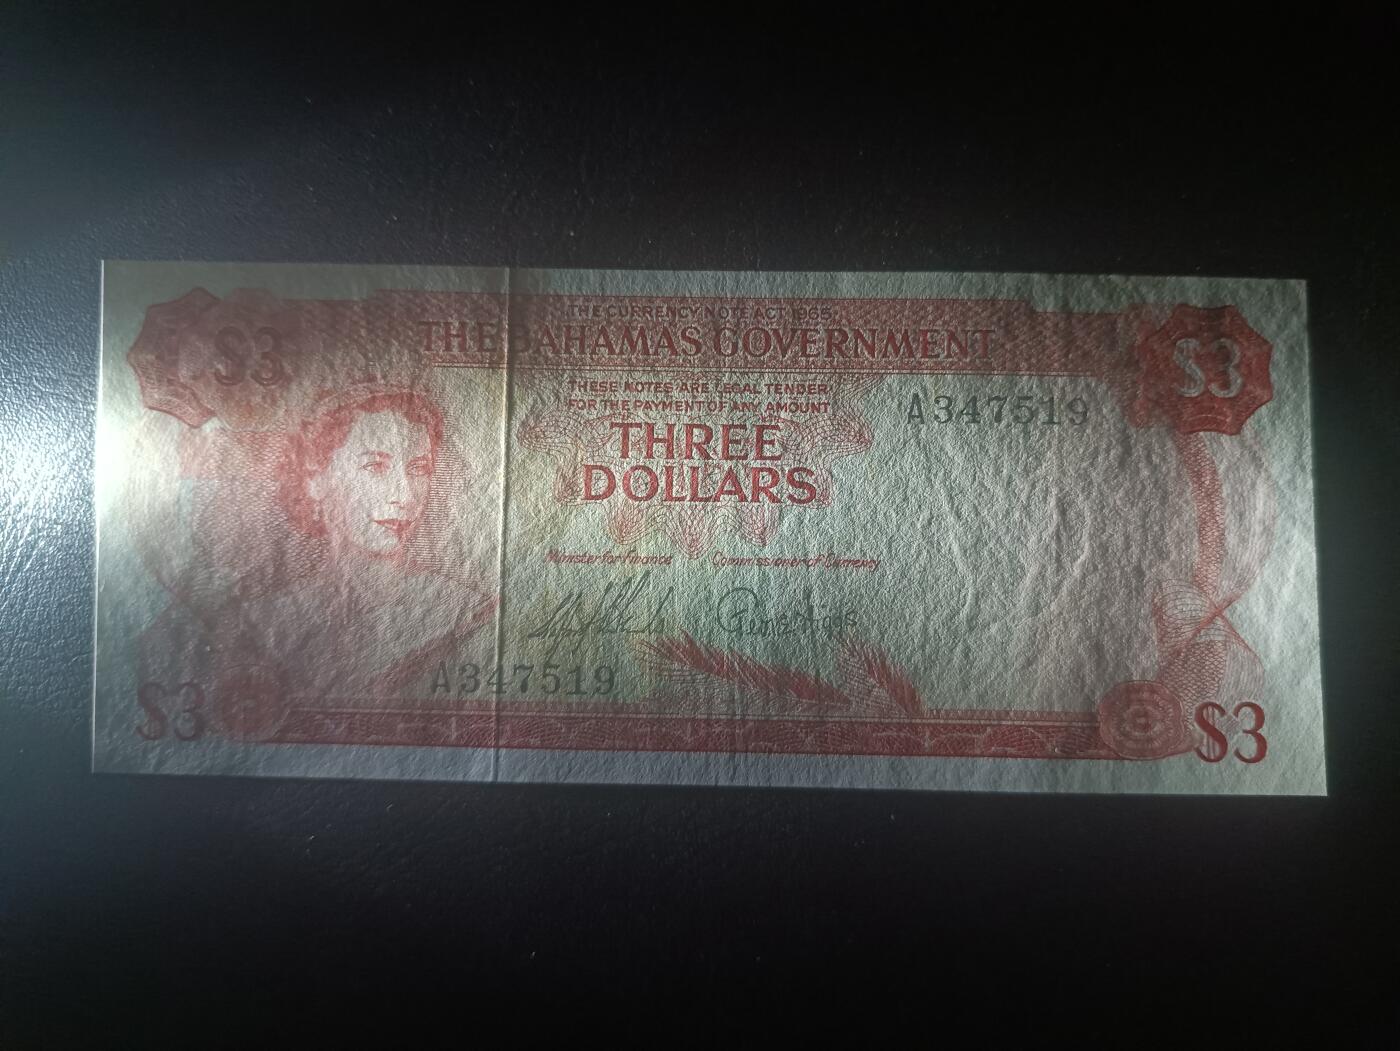 THE CURRENCY NOTE ACT 1965
THE BAHAMAS GOVERNMENT
$3
$3
THESE NOTES ARE LEGAL TENDER
FOR THE PAYMENT OF ANY AMOUNT
A347519
THREE
DOLLARS
Minister for Finance
Commissioner of Currency
A347519
$3
$3